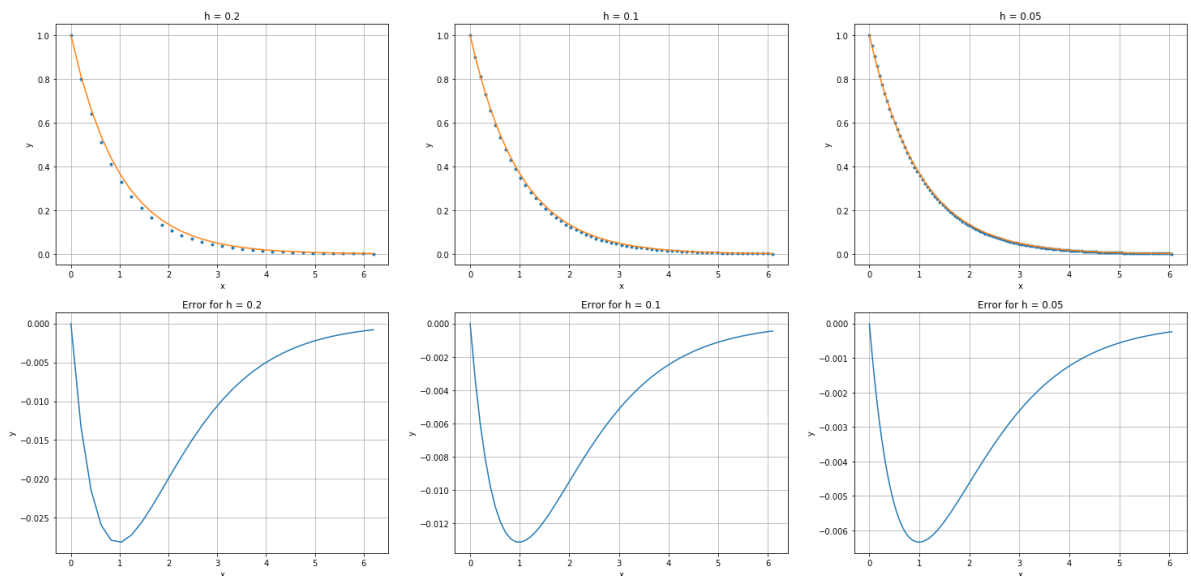 h = 0.2
1.0
0.8
0.6
0.4
0.2
0.0
y
0 1 2 3 4 5 6
x
h = 0.1
1.0
0.8
0.6
0.4
0.2
0.0
y
0 1 2 3 4 5 6
x
h = 0.05
1.0
0.8
0.6
0.4
0.2
0.0
y
0 1 2 3 4 5 6
x
Error for h = 0.2
0.000
−0.005
−0.010
−0.015
−0.020
−0.025
y
0 1 2 3 4 5 6
x
Error for h = 0.1
0.000
−0.002
−0.004
−0.006
−0.008
−0.010
−0.012
y
0 1 2 3 4 5 6
x
Error for h = 0.05
0.000
−0.001
−0.002
−0.003
−0.004
−0.005
−0.006
y
0 1 2 3 4 5 6
x